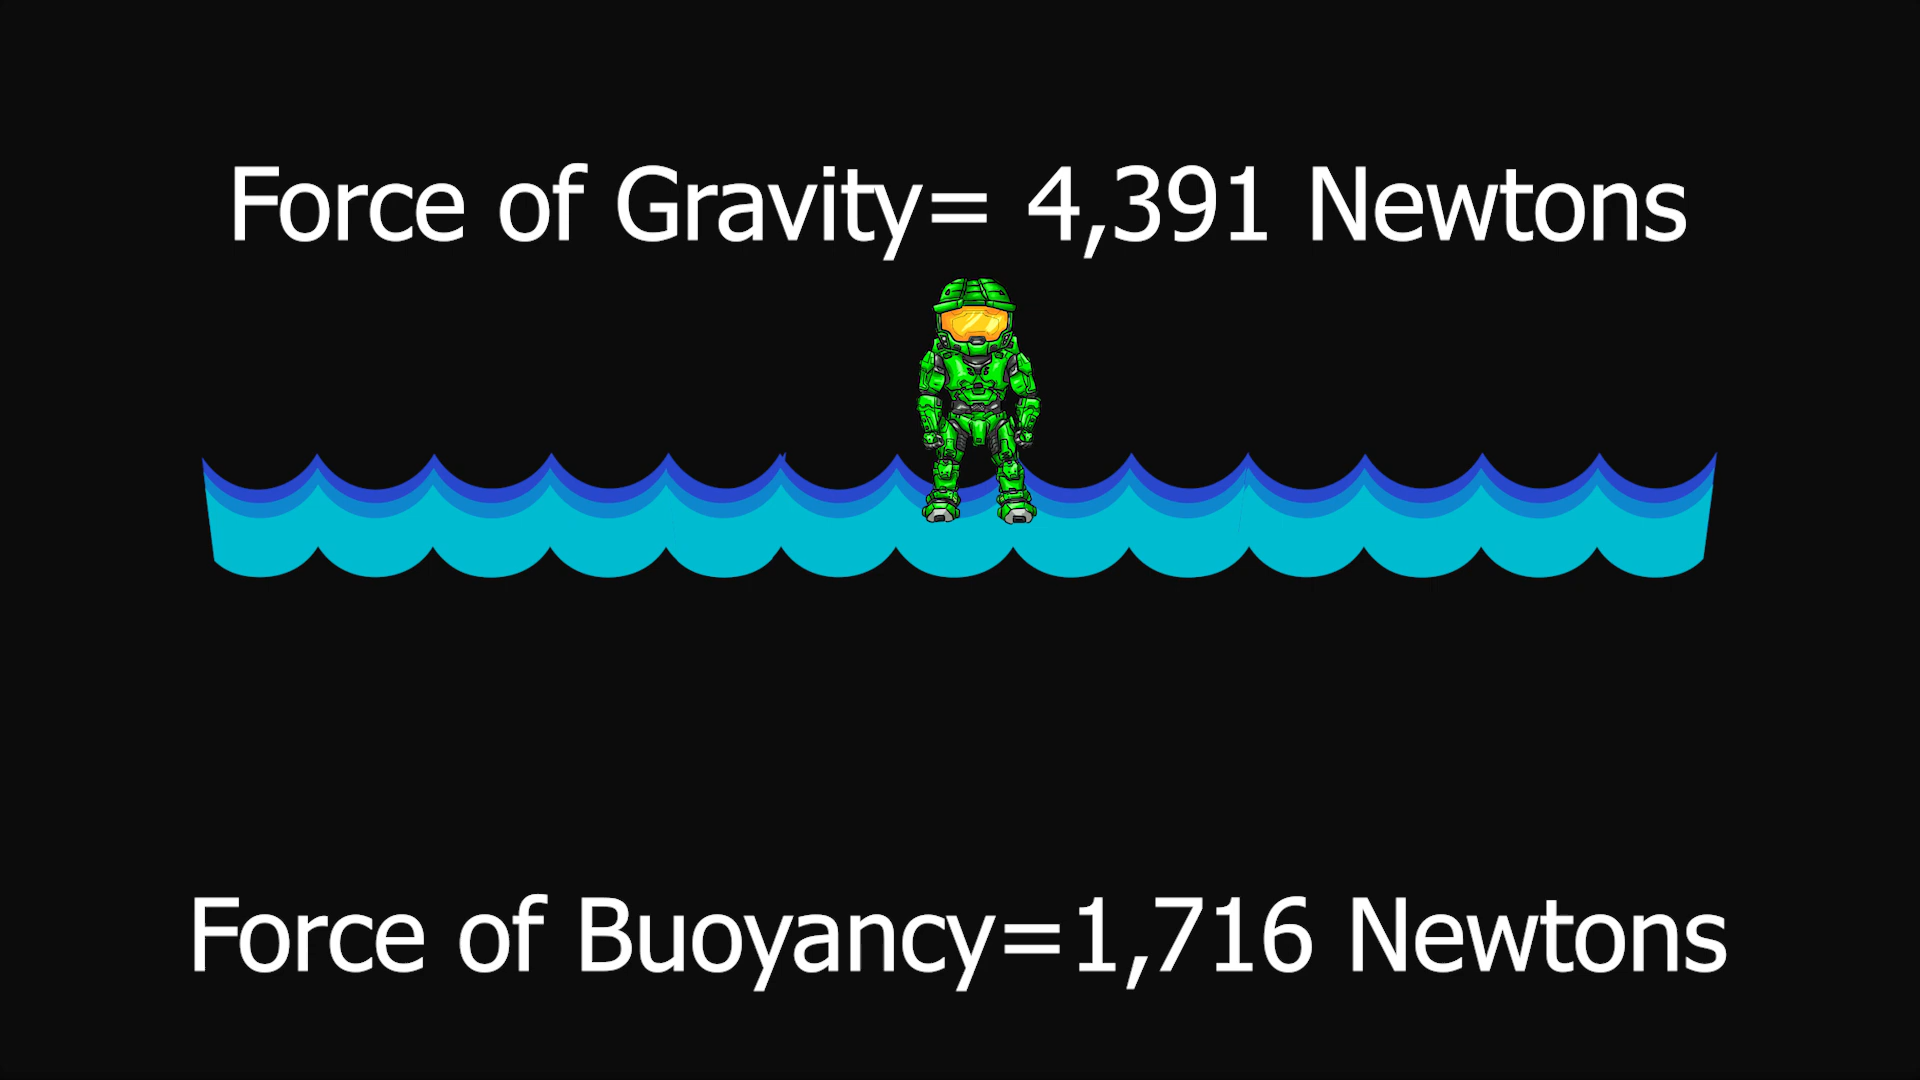 Force of Gravity= 4,391 Newtons
Force of Buoyancy=1,716 Newtons